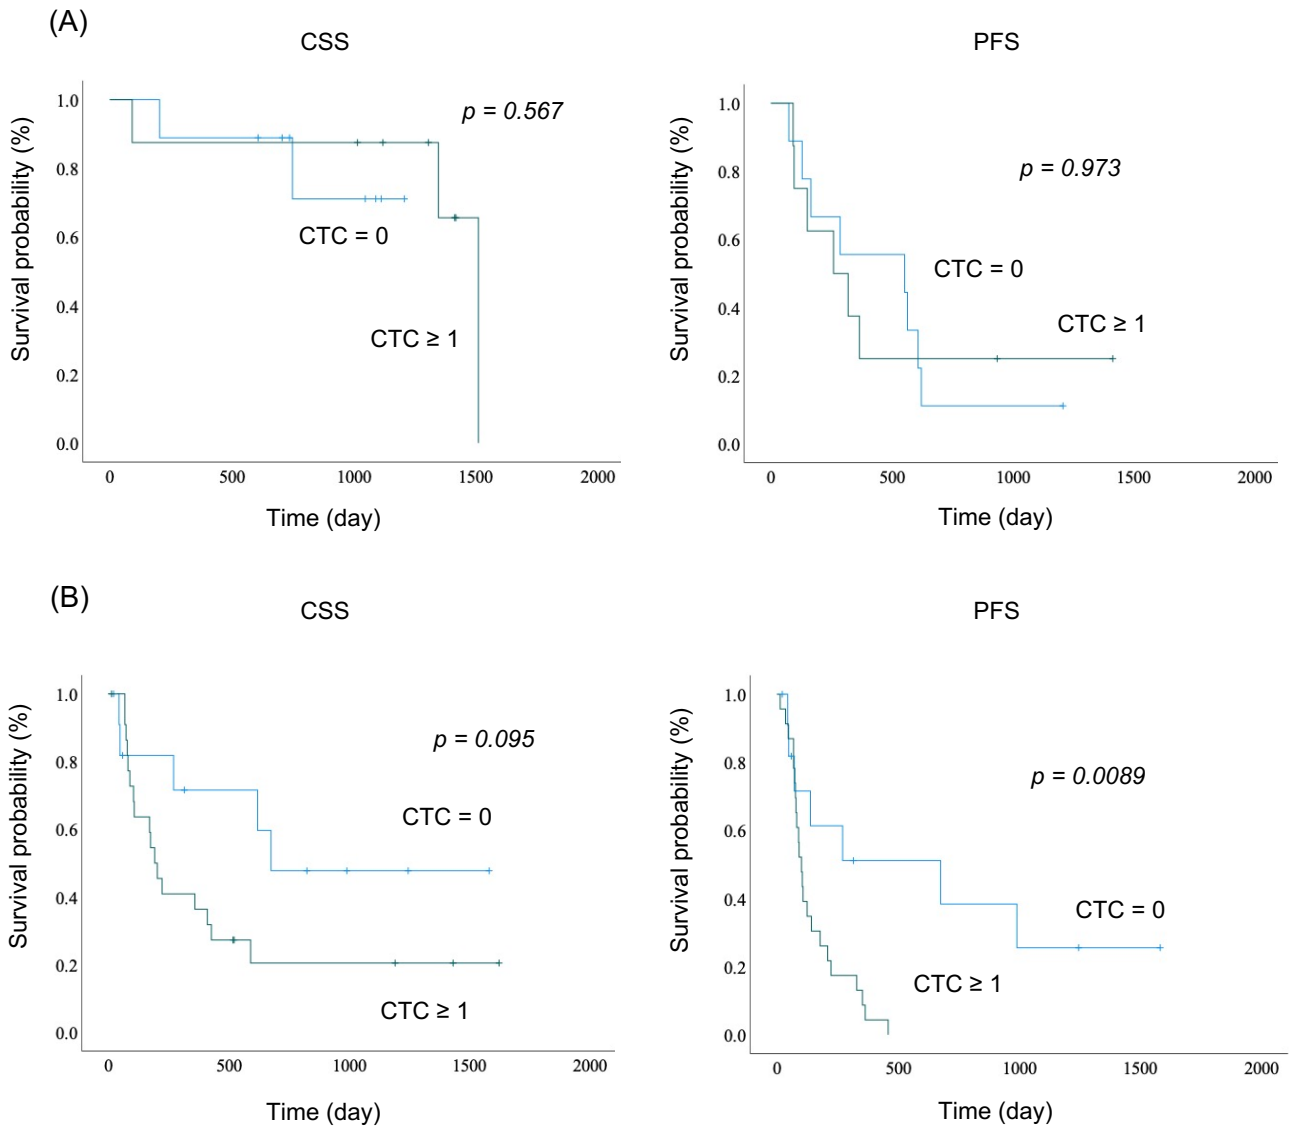 (A)
CSS
PFS
Survival probability (%)
1.0
0.8
0.6
0.4
0.2
0.0
p = 0.567
CTC = 0
CTC ≥ 1
0 500 1000 1500 2000
Time (day)
Survival probability (%)
1.0
0.8
0.6
0.4
0.2
0.0
p = 0.973
CTC = 0
CTC ≥ 1
0 500 1000 1500 2000
Time (day)
(B)
CSS
PFS
Survival probability (%)
1.0
0.8
0.6
0.4
0.2
0.0
p = 0.095
CTC = 0
CTC ≥ 1
0 500 1000 1500 2000
Time (day)
Survival probability (%)
1.0
0.8
0.6
0.4
0.2
0.0
p = 0.0089
CTC = 0
CTC ≥ 1
0 500 1000 1500 2000
Time (day)